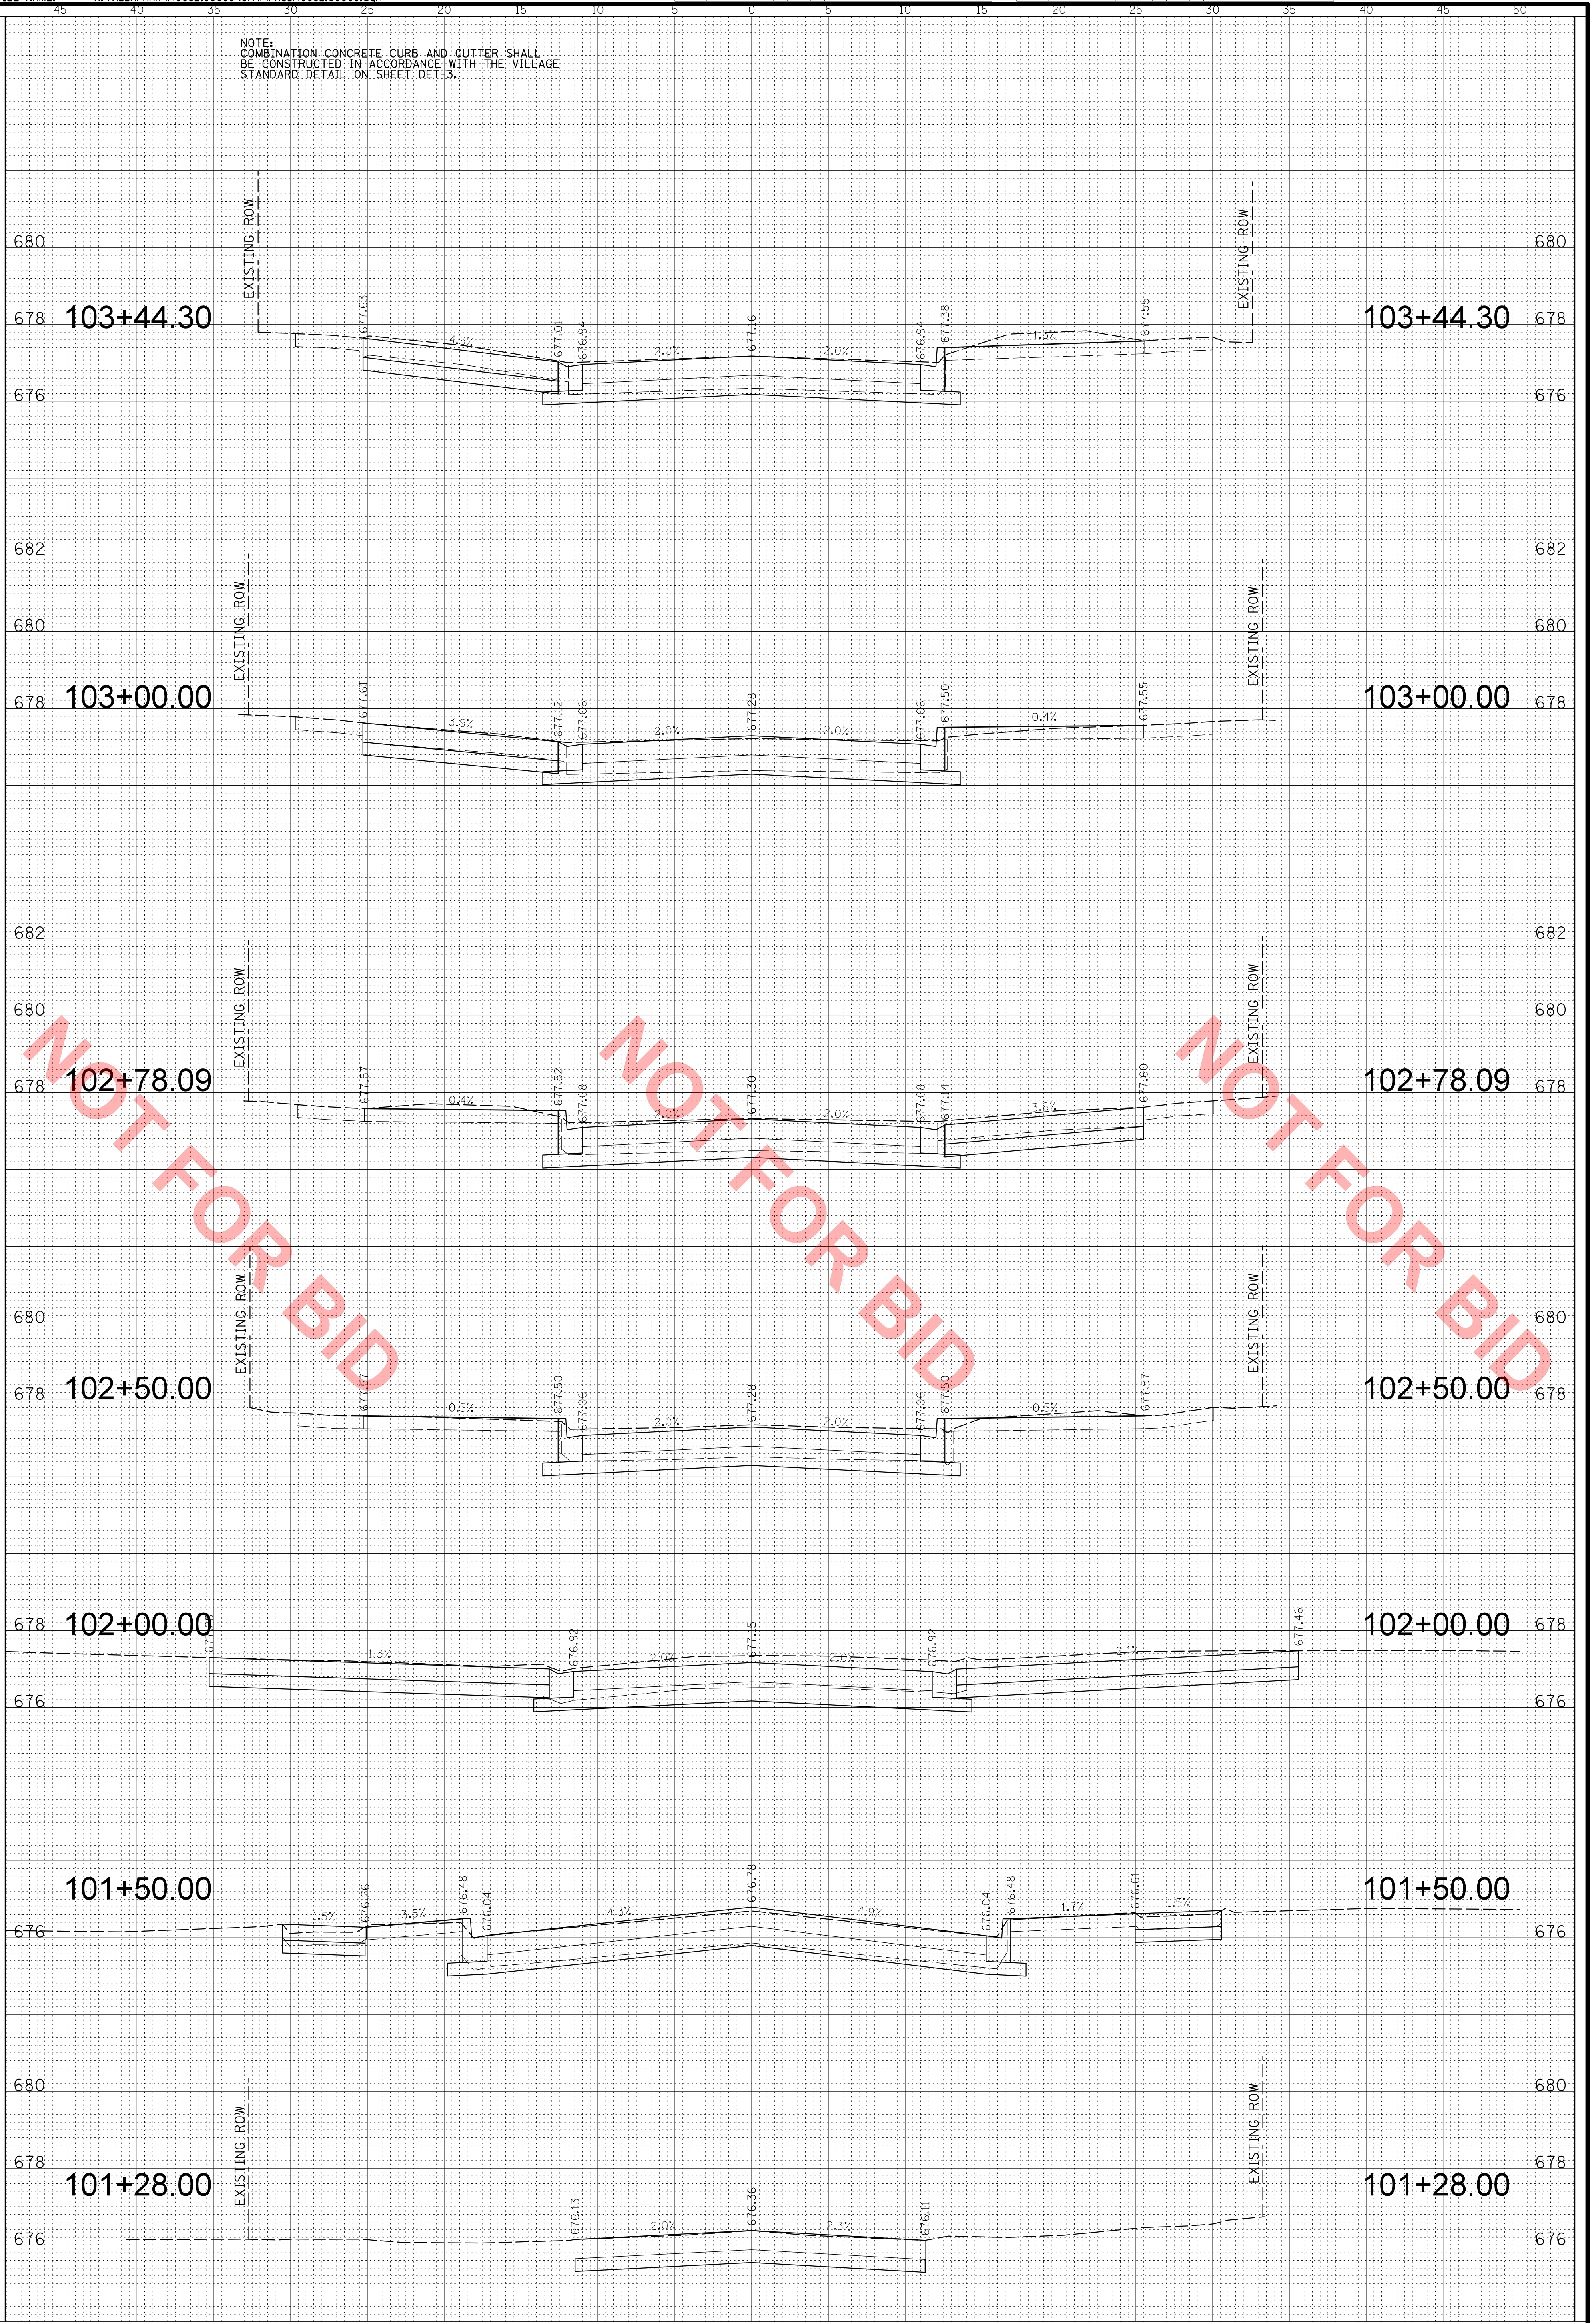 45 40 35 30 25 20 15 10 5 0 5 10 15 20 25 30 35 40 45 50
NOTE:
COMBINATION CONCRETE CURB AND GUTTER SHALL
BE CONSTRUCTED IN ACCORDANCE WITH THE VILLAGE
STANDARD DETAIL ON SHEET DET-3.
EXISTING ROW
EXISTING ROW
680 680
678 103+44.30 103+44.30 678
677.63 677.01 676.94 677.16 676.94 677.38 677.55
4.9% 2.0% 2.0% 1.3%
676 676
682 682
EXISTING ROW
EXISTING ROW
680 680
678 103+00.00 103+00.00 678
677.61 677.12 677.06 677.28 677.06 677.50 677.55
3.9% 2.0% 2.0% 0.4%
682 682
EXISTING ROW
EXISTING ROW
680 680
678 102+78.09 102+78.09 678
677.57 677.52 677.08 677.30 677.08 677.14 677.60
0.4% 2.0% 2.0% 3.6%
NOT FOR BID
NOT FOR BID
NOT FOR BID
EXISTING ROW
EXISTING ROW
680 680
678 102+50.00 102+50.00 678
677.57 677.50 677.06 677.28 677.06 677.50 677.57
0.5% 2.0% 2.0% 0.5%
678 102+00.00 102+00.00 678
676.92 677.15 676.92 677.46
1.3% 2.0% 2.0% 2.1%
676 676
101+50.00 101+50.00
676.26 676.48 676.04 676.78 676.04 676.48 676.61
1.5% 3.5% 4.3% 4.9% 1.7% 1.5%
676 676
680 680
EXISTING ROW
EXISTING ROW
678 678
101+28.00 101+28.00
676.13 676.36 676.11
2.0% 2.3%
676 676